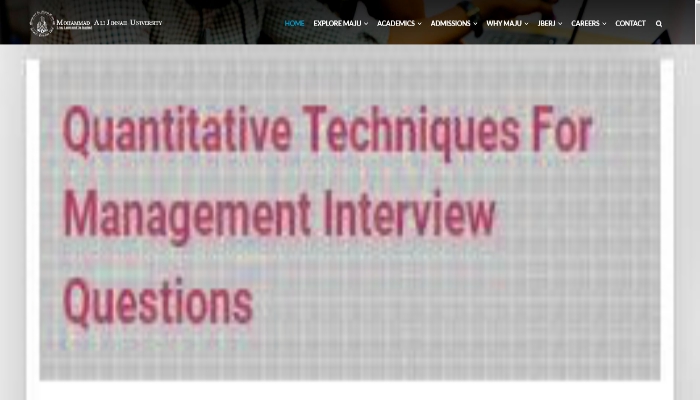 Mohammad Ali Jinnah University
HOME EXPLORE MAJU ACADEMICS ADMISSIONS WHY MAJU JBERJ CAREERS CONTACT
Quantitative Techniques For
Management Interview
Questions